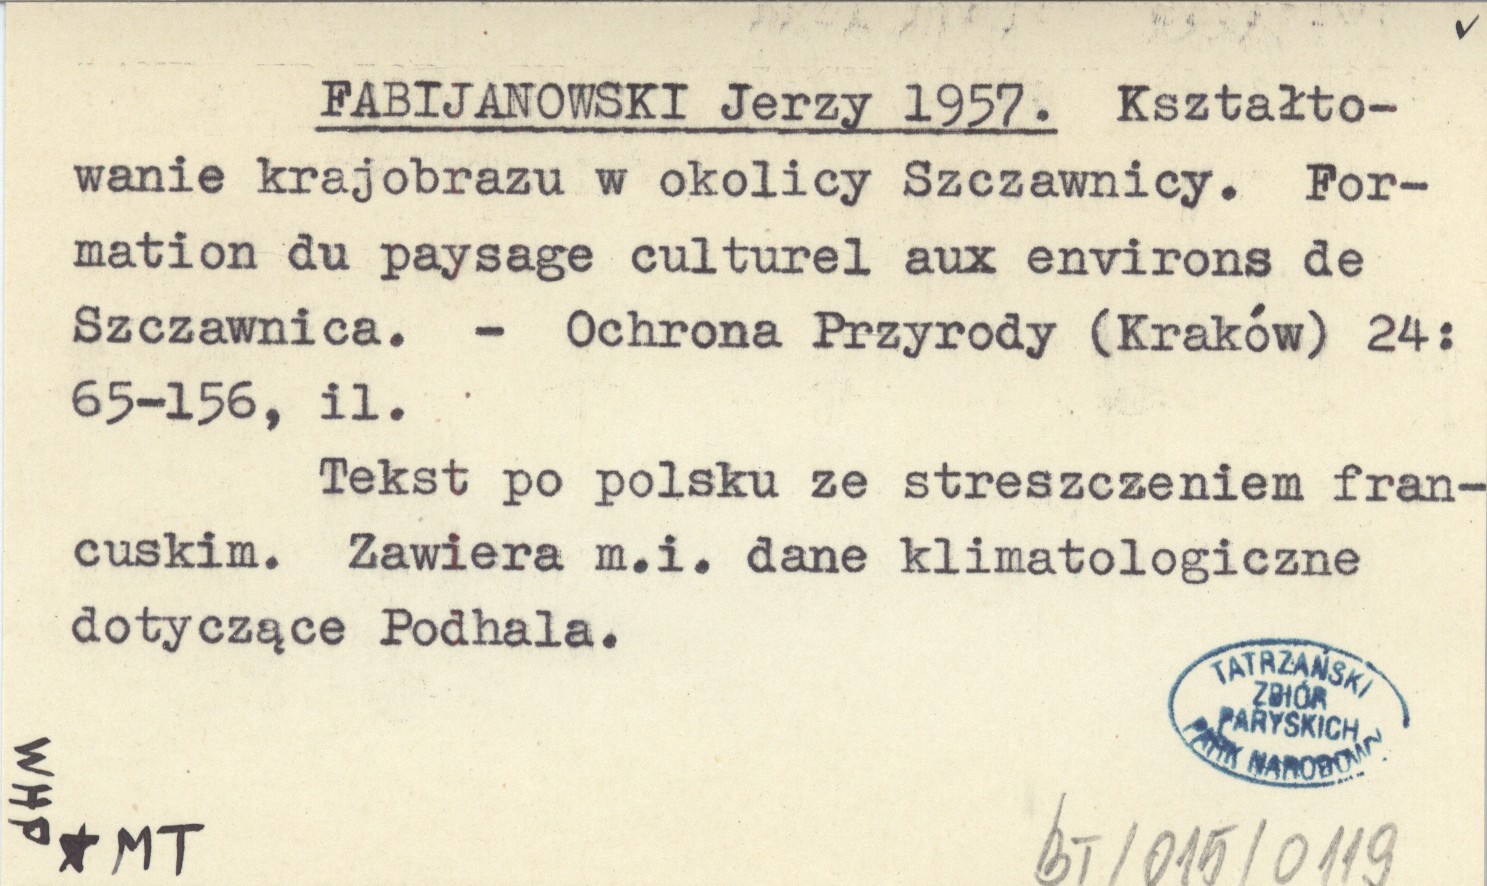 ✓
FABIJANOWSKI Jerzy 1957. Kształto-
wanie krajobrazu w okolicy Szczawnicy. For-
mation du paysage culturel aux environs de
Szczawnica. - Ochrona Przyrody (Kraków) 24:
65-156, il.
Tekst po polsku ze streszczeniem fran-
cuskim. Zawiera m.i. dane klimatologiczne
dotyczące Podhala.
TATRZAŃSKI
ZBIÓR
PARYSKICH
PARK NARODOWY
WHP
★ MT
BT/015/0119